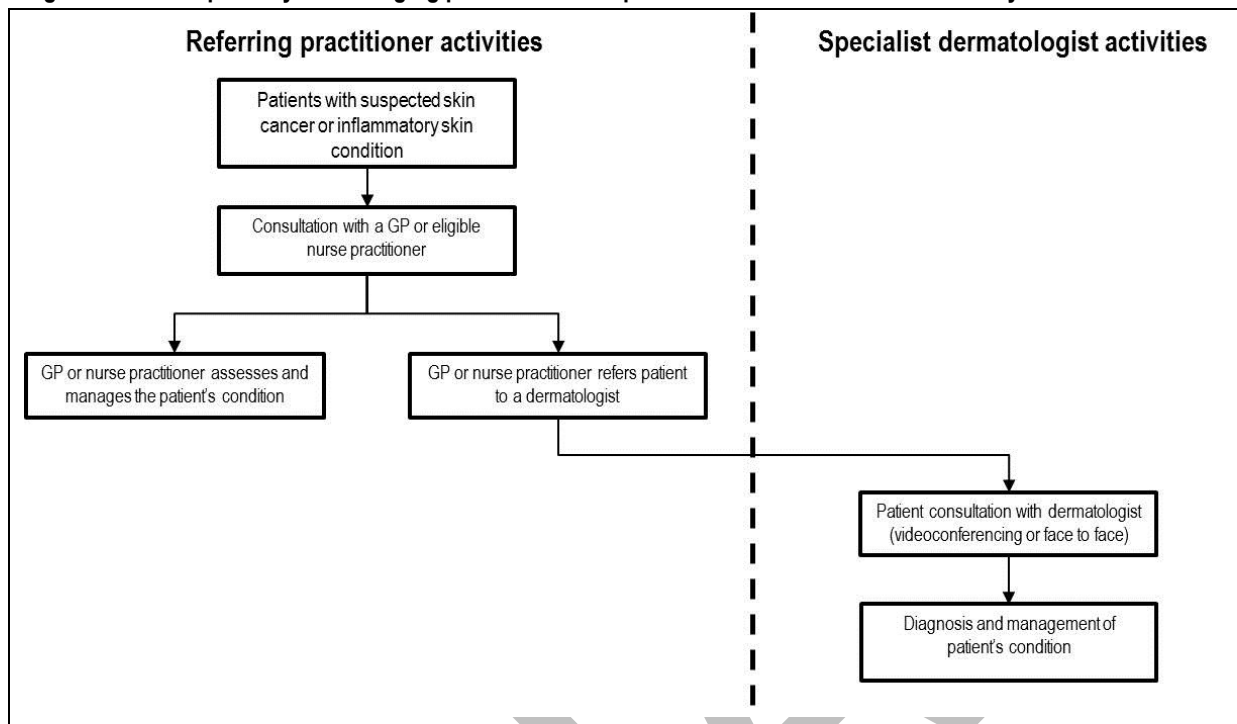 Referring practitioner activities
Specialist dermatologist activities
Patients with suspected skin
cancer or inflammatory skin
condition
Consultation with a GP or eligible
nurse practitioner
GP or nurse practitioner assesses and
manages the patient's condition
GP or nurse practitioner refers patient
to a dermatologist
Patient consultation with dermatologist
(videoconferencing or face to face)
Diagnosis and management of
patient's condition